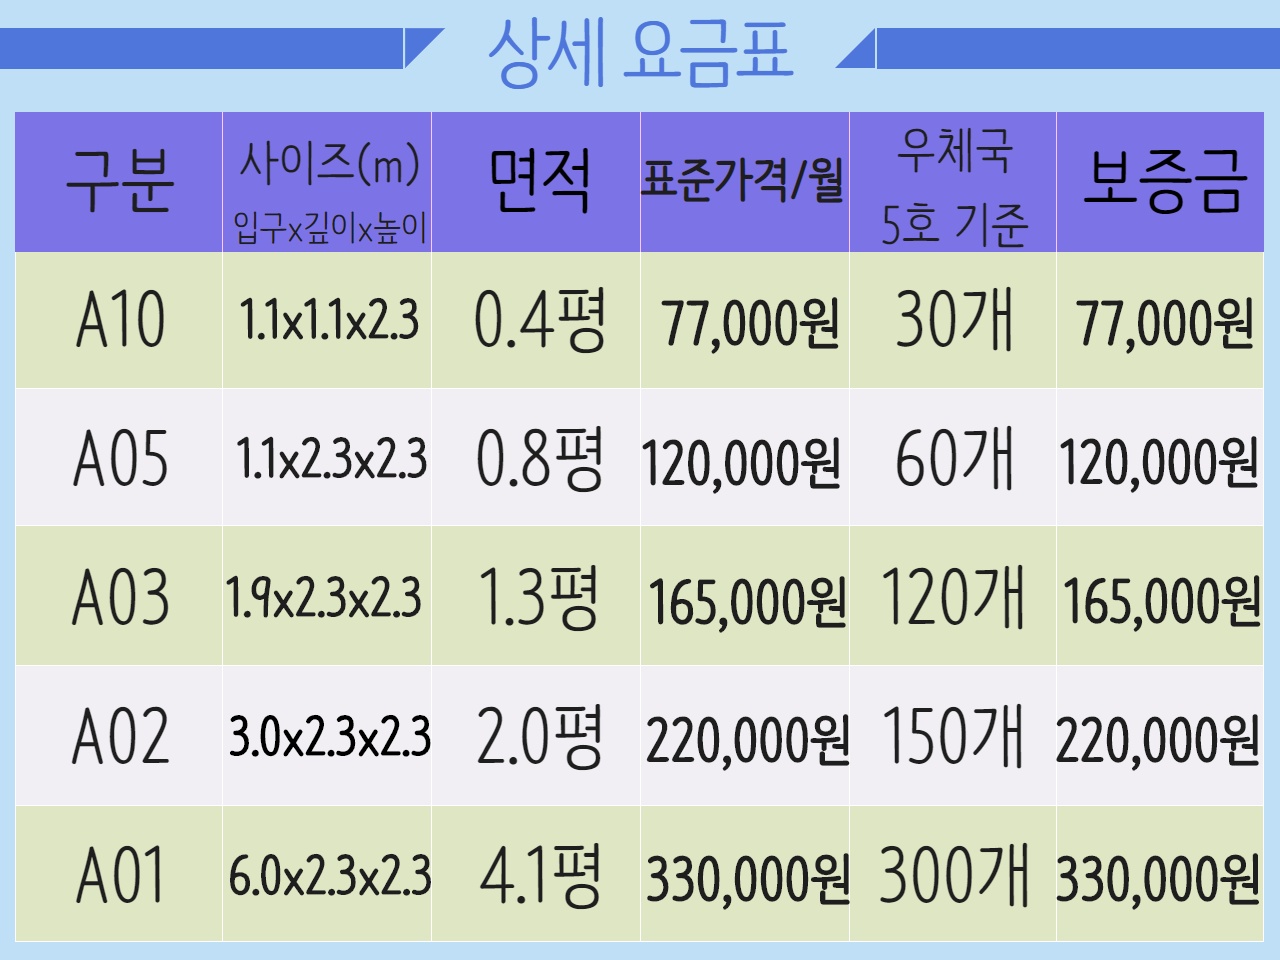 상세 요금표
구분 사이즈(m) 면적 표준가격/월 우체국 보증금
입구x깊이x높이 5호 기준
A10 1.1x1.1x2.3 0.4평 77,000원 30개 77,000원
A05 1.1x2.3x2.3 0.8평 120,000원 60개 120,000원
A03 1.9x2.3x2.3 1.3평 165,000원 120개 165,000원
A02 3.0x2.3x2.3 2.0평 220,000원 150개 220,000원
A01 6.0x2.3x2.3 4.1평 330,000원 300개 330,000원